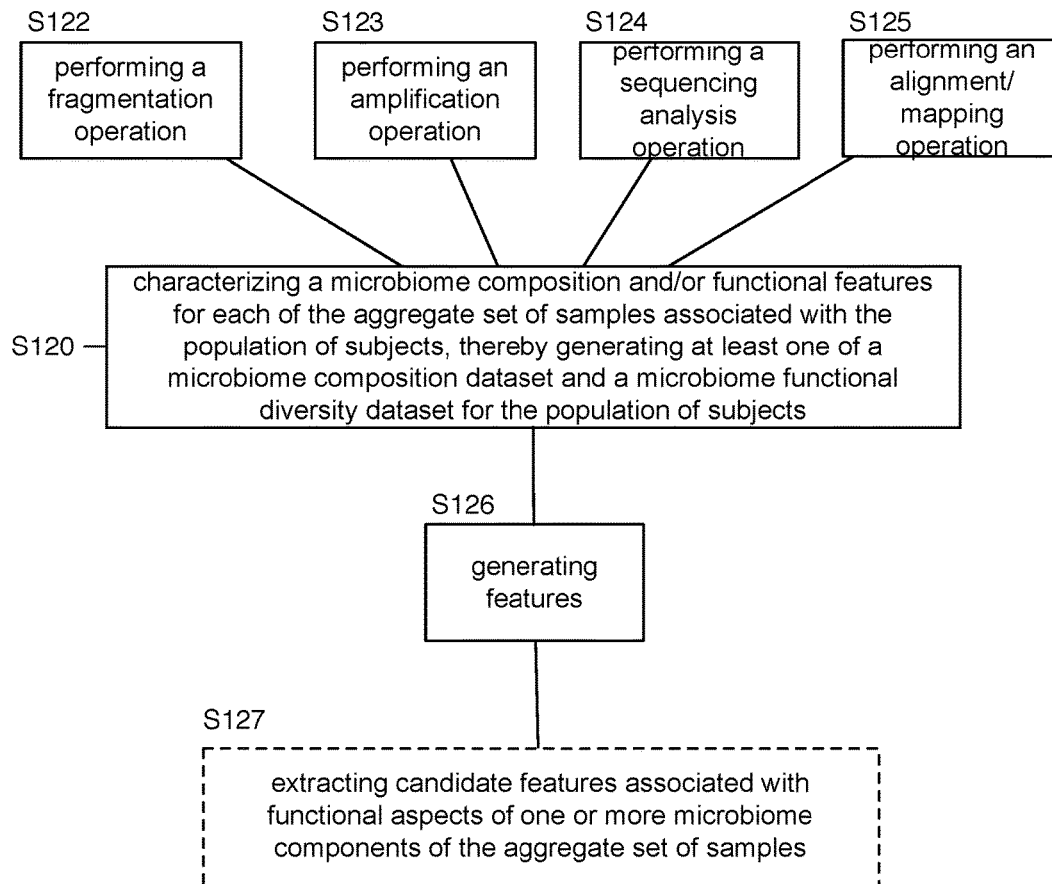 S122
performing a
fragmentation
operation
S123
performing an
amplification
operation
S124
performing a
sequencing
analysis
operation
S125
performing an
alignment/
mapping
operation
S120
characterizing a microbiome composition and/or functional features
for each of the aggregate set of samples associated with the
population of subjects, thereby generating at least one of a
microbiome composition dataset and a microbiome functional
diversity dataset for the population of subjects
S126
generating
features
S127
extracting candidate features associated with
functional aspects of one or more microbiome
components of the aggregate set of samples